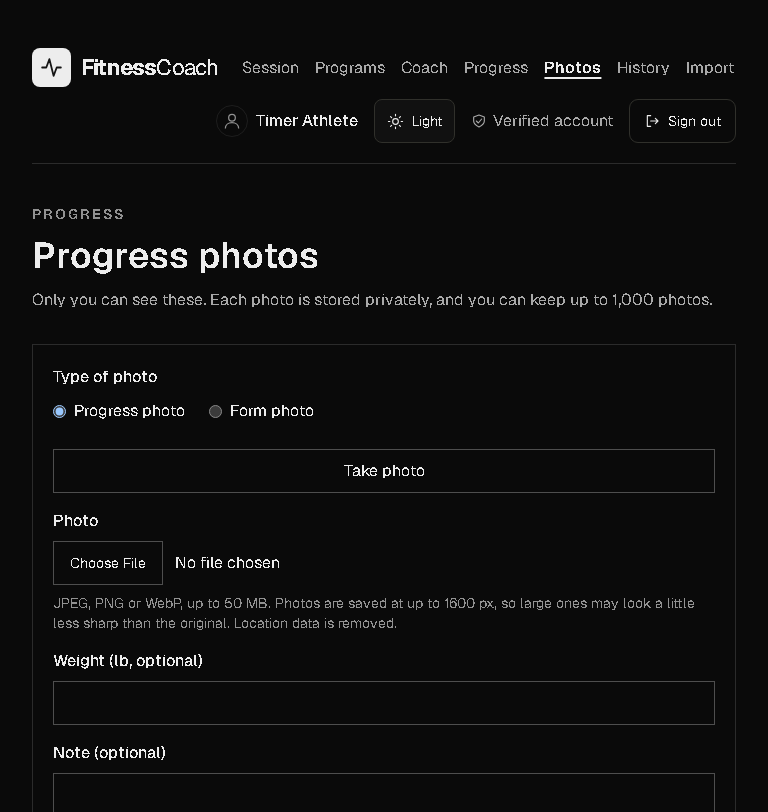 FitnessCoach Session Programs Coach Progress Photos History Import
Timer Athlete Light Verified account Sign out
PROGRESS
Progress photos
Only you can see these. Each photo is stored privately, and you can keep up to 1,000 photos.
Type of photo
Progress photo Form photo
Take photo
Photo
Choose File No file chosen
JPEG, PNG or WebP, up to 50 MB. Photos are saved at up to 1600 px, so large ones may look a little
less sharp than the original. Location data is removed.
Weight (lb, optional)
Note (optional)